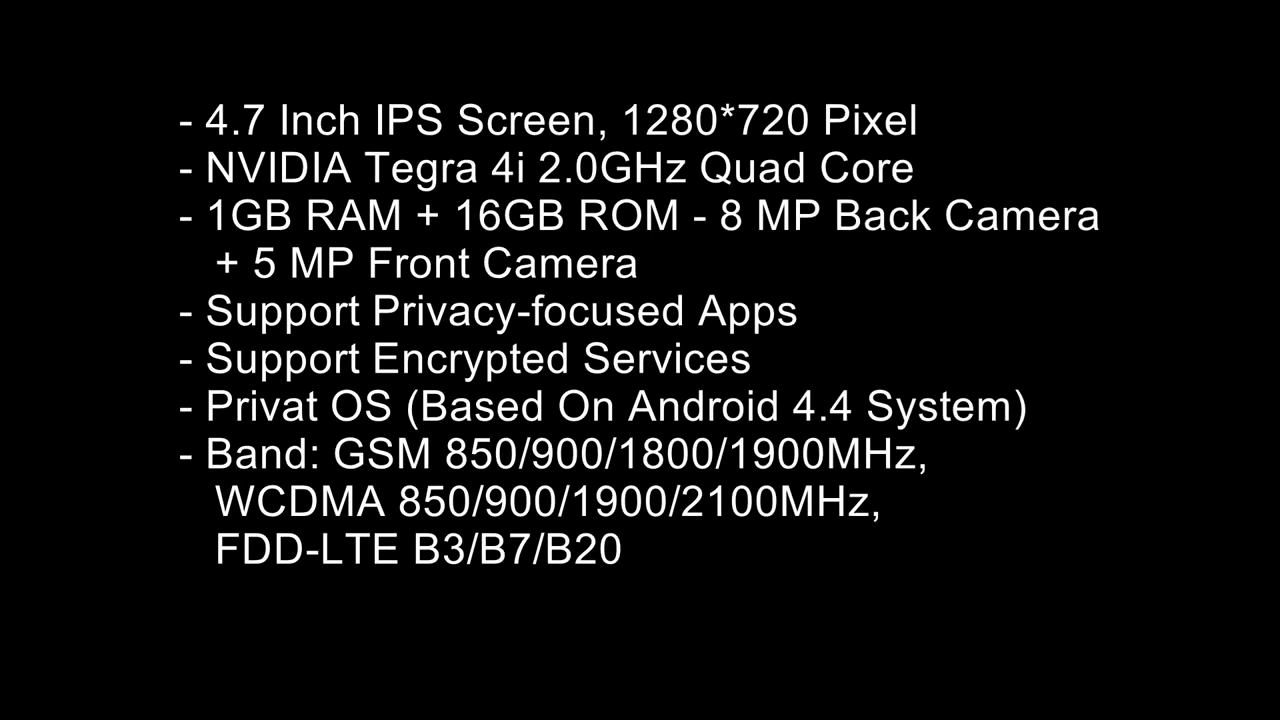 - 4.7 Inch IPS Screen, 1280*720 Pixel
- NVIDIA Tegra 4i 2.0GHz Quad Core
- 1GB RAM + 16GB ROM - 8 MP Back Camera
+ 5 MP Front Camera
- Support Privacy-focused Apps
- Support Encrypted Services
- Privat OS (Based On Android 4.4 System)
- Band: GSM 850/900/1800/1900MHz,
WCDMA 850/900/1900/2100MHz,
FDD-LTE B3/B7/B20